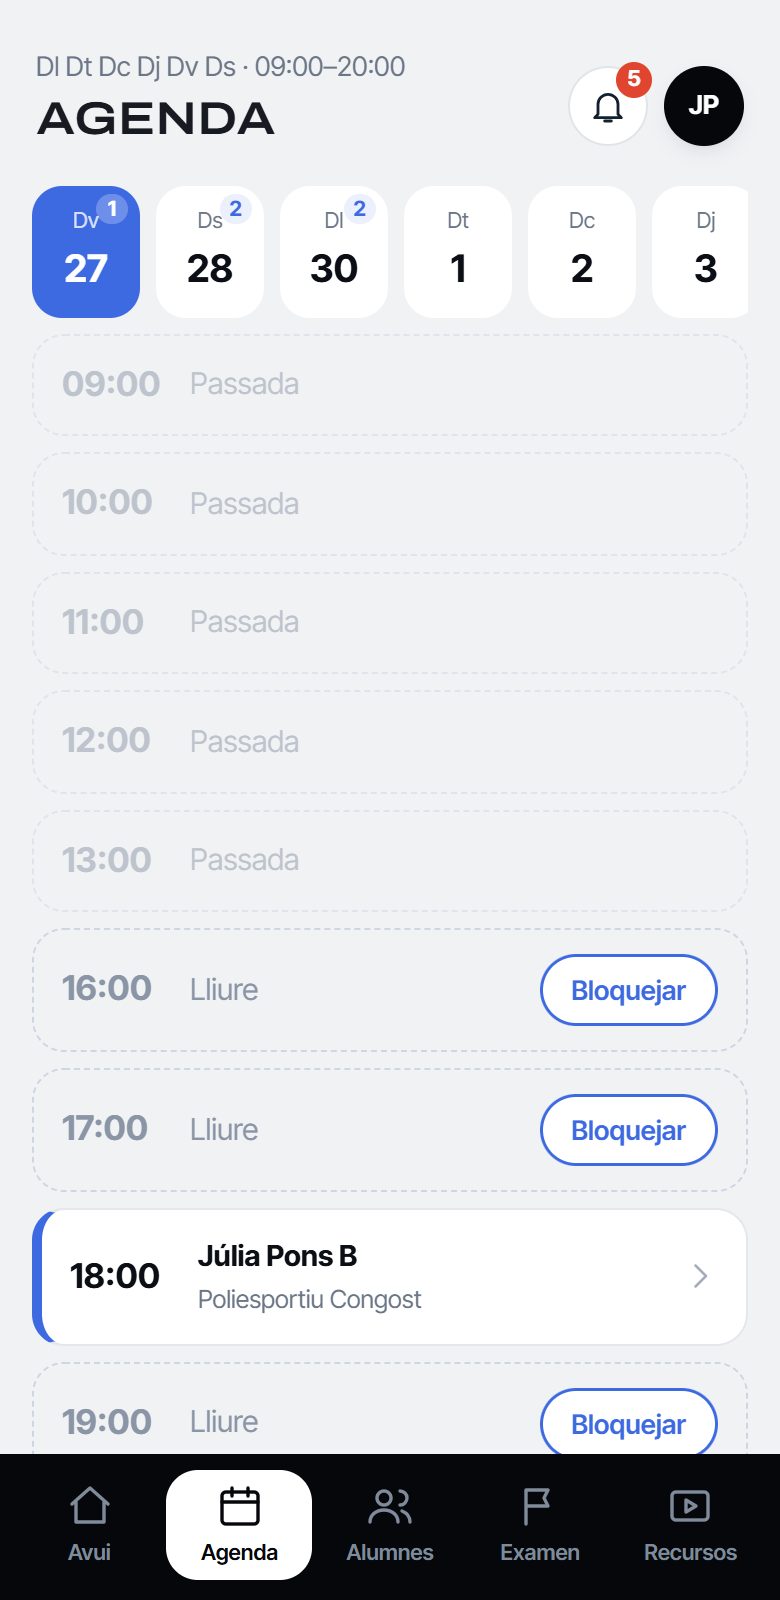 Dl Dt Dc Dj Dv Ds · 09:00–20:00
AGENDA
5
JP
Dv 1
27
Ds 2
28
Dl 2
30
Dt
1
Dc
2
Dj
3
09:00 Passada
10:00 Passada
11:00 Passada
12:00 Passada
13:00 Passada
16:00 Lliure Bloquejar
17:00 Lliure Bloquejar
18:00 Júlia Pons B
Poliesportiu Congost
19:00 Lliure Bloquejar
Avui
Agenda
Alumnes
Examen
Recursos